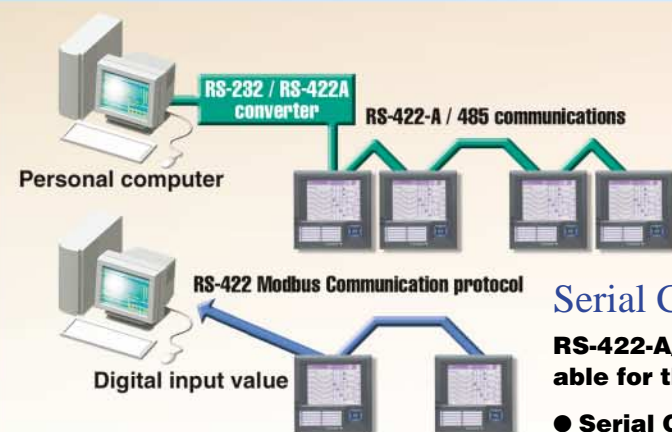 RS-232 / RS-422A
converter
RS-422-A / 485 communications
Personal computer
RS-422 Modbus Communication protocol
Digital input value
Serial
RS-422-A
able for
● Serial